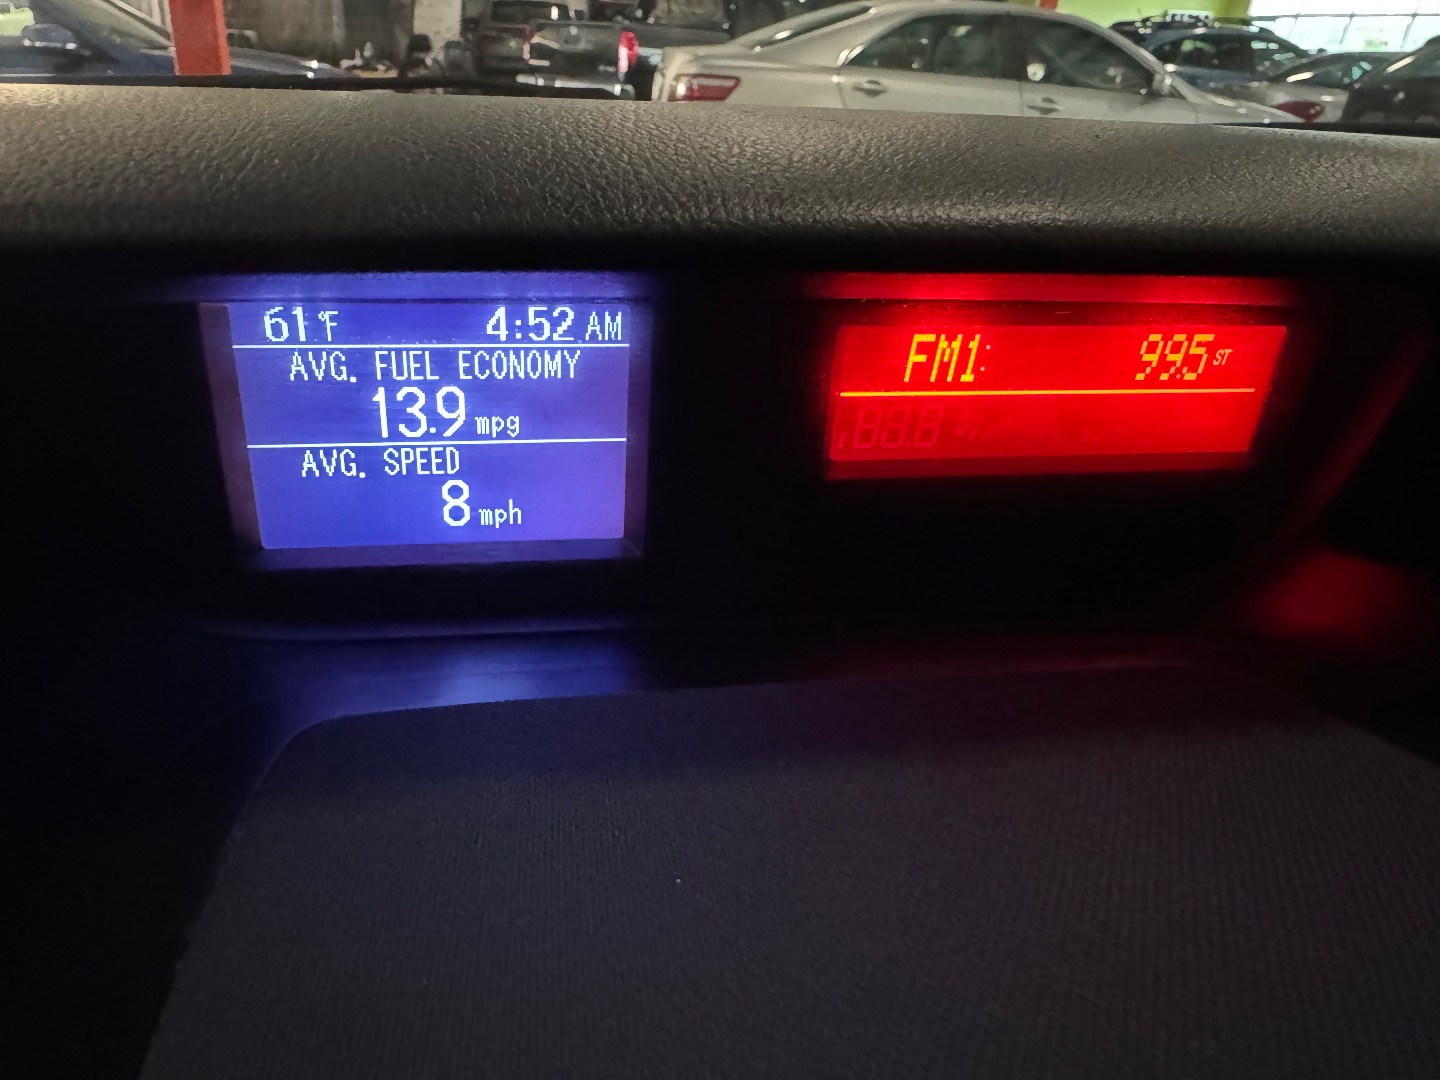 61°F 4:52 AM
AVG. FUEL ECONOMY
13.9 mpg
AVG. SPEED
8 mph
FM1: 99.5 ST